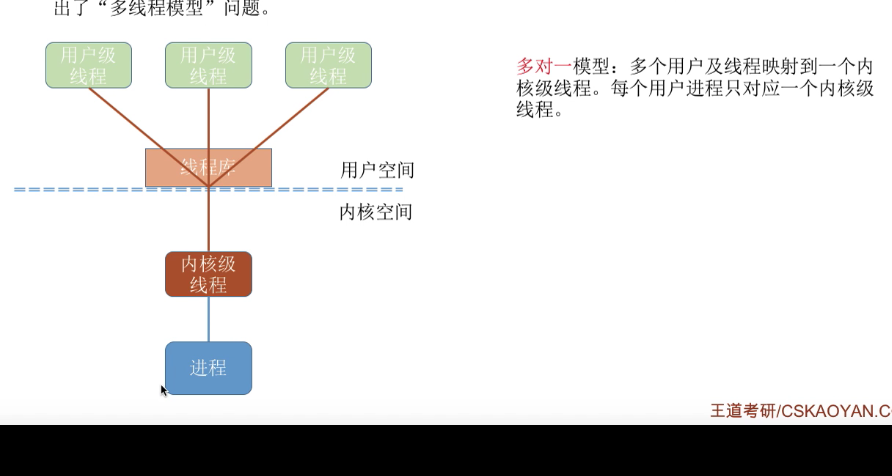 出了“多线程模型”问题。
用户级
线程
用户级
线程
用户级
线程
多对一模型：多个用户及线程映射到一个内
核级线程。每个用户进程只对应一个内核级
线程。
线程库
用户空间
内核空间
内核级
线程
进程
王道考研/CSKAOYAN.C